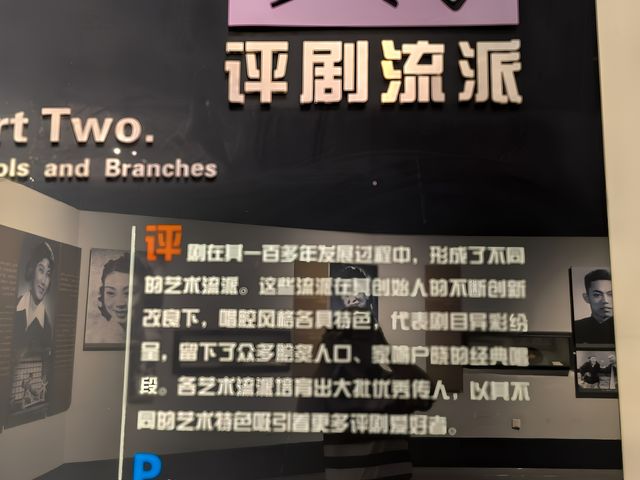 评剧流派
rt Two.
ols and Branches
评剧在其一百多年发展过程中，形成了不同
的艺术流派。这些流派在其创始人的不断创新
改良下，唱腔风格各具特色，代表剧目异彩纷
呈，留下了众多脍炙人口、家喻户晓的经典唱
段。各艺术流派培育出大批优秀传人，以其不
同的艺术特色吸引着更多评剧爱好者。
P